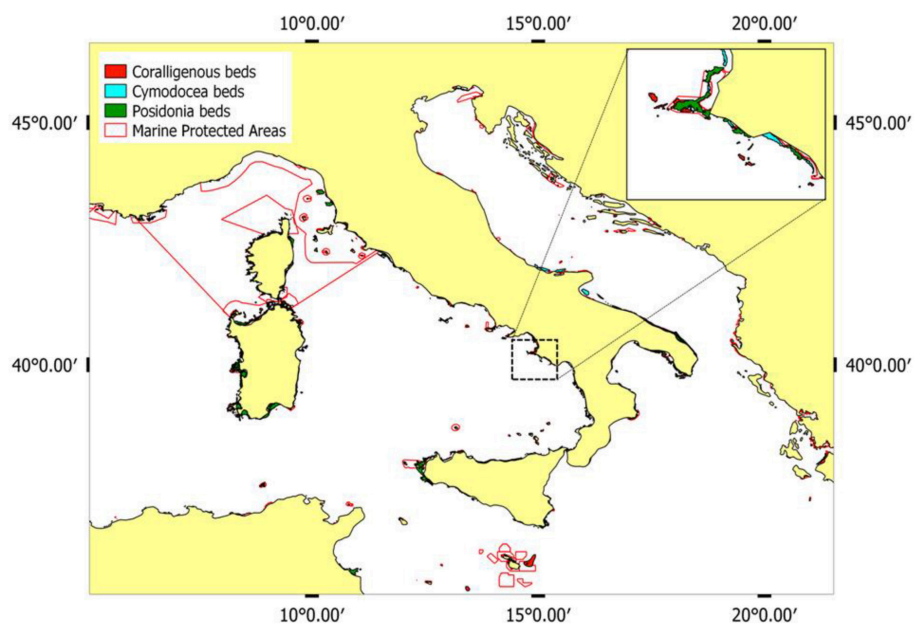 10°0.00′ 15°0.00′ 20°0.00′
Coralligenous beds
Cymodocea beds
Posidonia beds
Marine Protected Areas
45°0.00′ 45°0.00′
40°0.00′ 40°0.00′
10°0.00′ 15°0.00′ 20°0.00′